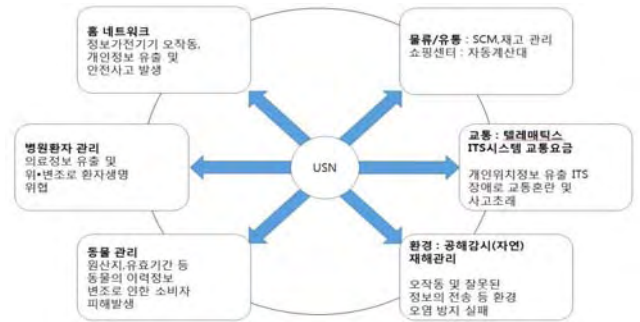 홈 네트워크
정보가전기기 오작동,
개인정보 유출 및
안전사고 발생
물류/유통 : SCM,재고 관리
쇼핑센터 : 자동계산대
병원환자 관리
의료정보 유출 및
위•변조로 환자생명
위협
USN
교통 : 텔레매틱스
ITS시스템 교통요금
개인위치정보 유출 ITS
장애로 교통혼란 및
사고초래
동물 관리
원산지,유효기간 등
동물의 이력정보
변조로 인한 소비자
피해발생
환경 : 공해감시(자연)
재해관리
오작동 및 잘못된
정보의 전송 등 환경
오염 방지 실패